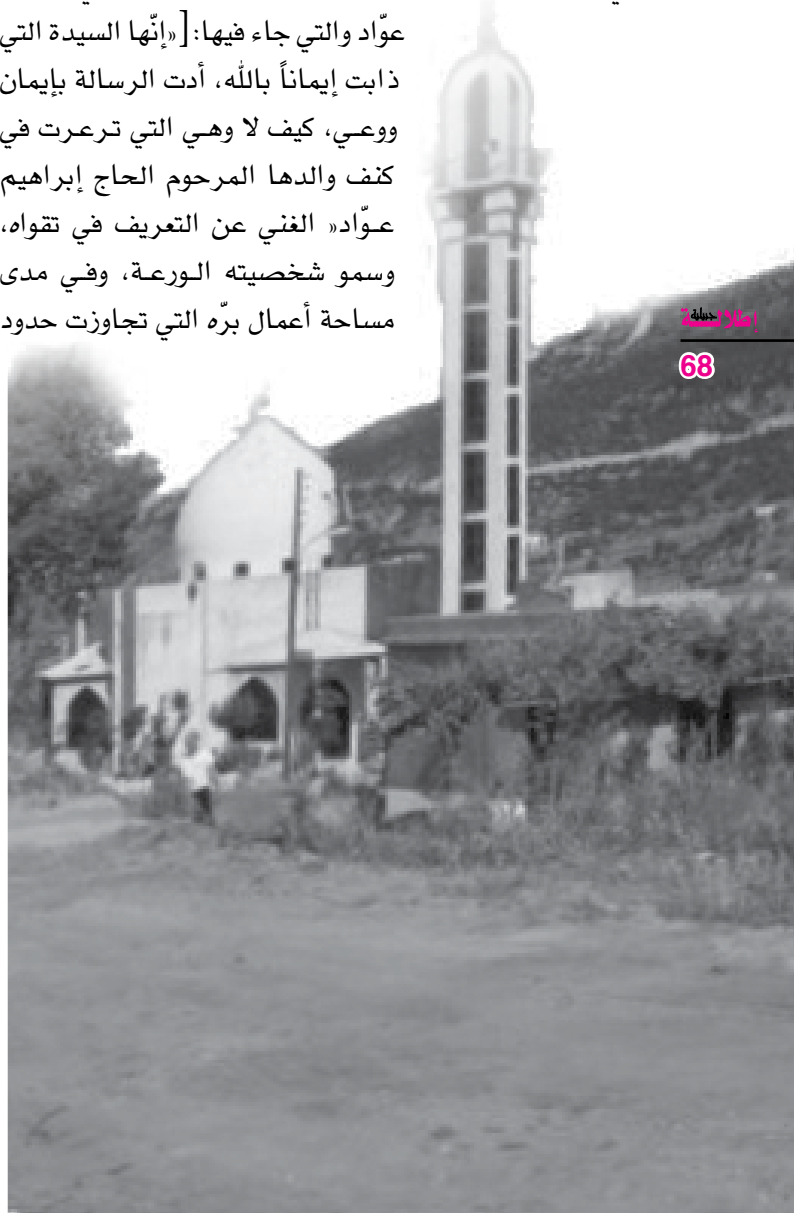 عوّاد والتي جاء فيها: [«إنّها السيدة التي
ذابت إيماناً بالله، أدت الرسالة بإيمان
ووعي، كيف لا وهي التي ترعرت في
كنف والدها المرحوم الحاج إبراهيم
عوّاد« الغني عن التعريف في تقواه،
وسمو شخصيته الورعة، وفي مدى
مساحة أعمال برّه التي تجاوزت حدود
اطلالة جبيلية
68